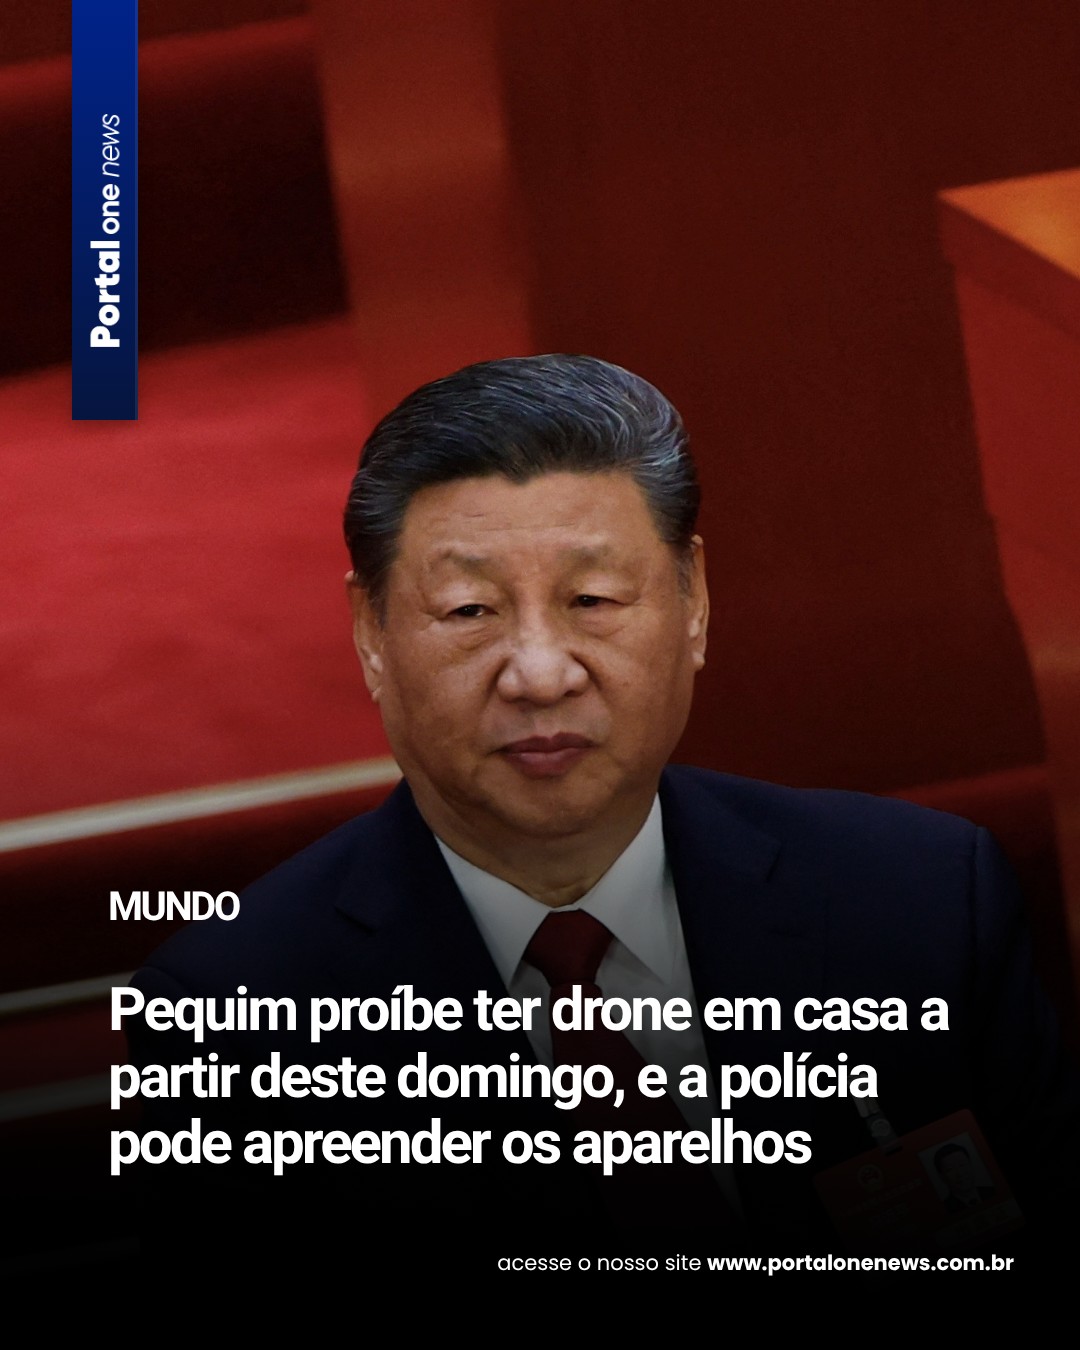 Portal one news
MUNDO
Pequim proíbe ter drone em casa a
partir deste domingo, e a polícia
pode apreender os aparelhos
acesse o nosso site www.portalonenews.com.br